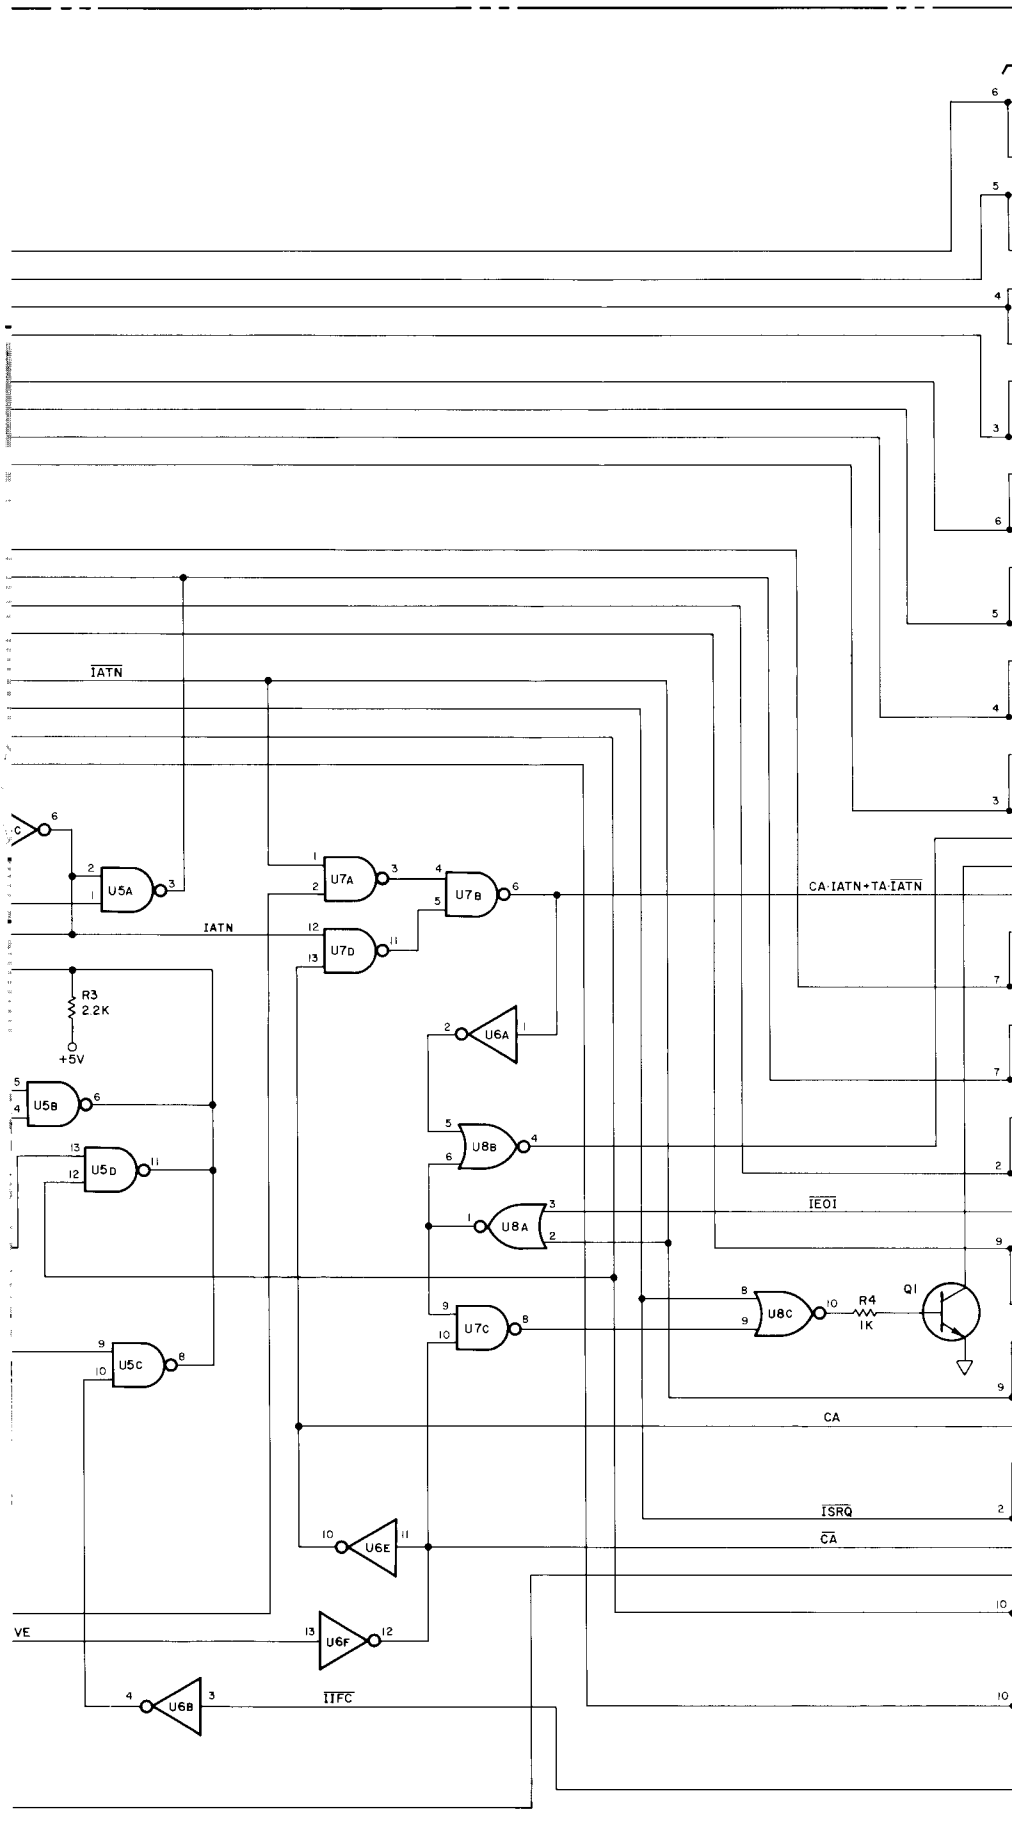 6
5
4
3
6
5
IATN
4
3
C
6
2
1
U5A
3
1
2
U7A
3
4
5
U7B
6
CA·IATN+TA·IATN
IATN
12
13
U7D
11
7
R3
2.2K
+5V
2
U6A
1
7
5
4
U5B
6
5
6
U8B
4
13
12
U5D
11
2
IEOI
1
U8A
3
2
9
8
9
U8C
10
R4
1K
Q1
9
10
U7C
8
9
10
U5C
8
9
CA
ISRQ
2
10
U6E
11
CA
10
VE
13
U6F
12
4
U6B
3
IIFC
10